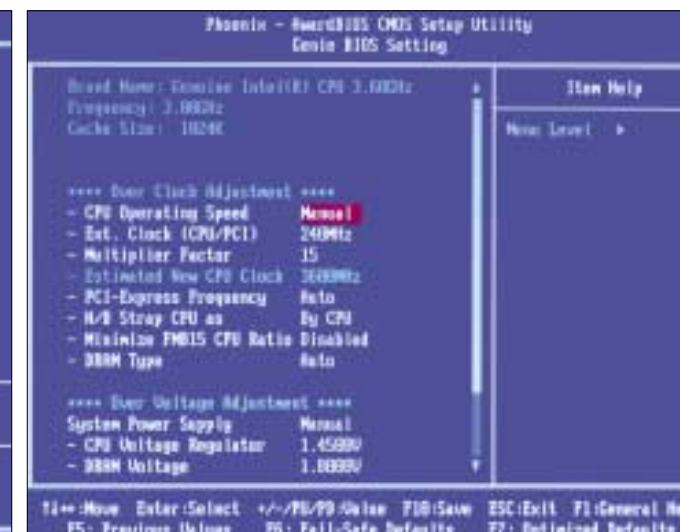 Phoenix - AwardBIOS CMOS Setup Utility
Genie BIOS Setting
Brand Name: Genuine Intel(R) CPU 3.60GHz
Frequency:
Cache Size: 1024K
Item Help
Menu Level
**** Over Clock Adjustment ****
- CPU Operating Speed Manual
- Ext. Clock (CPU/PCI) 240MHz
- Multiplier Factor 15
- Estimated New CPU Clock 3600MHz
- PCI-Express Frequency Auto
- N/B Strap CPU as By CPU
- Minimize CPU Ratio Disabled
- DRAM Type Auto
**** Over Voltage Adjustment ****
System Power Supply Manual
- CPU Voltage Regulator 1.4500V
- DRAM Voltage 1.8000V
:Move Enter:Select +/-/PU/PD:Value F10:Save ESC:Exit F1:General He
F5: Previous Values F6: Fail-Safe Defaults F7: Optimized Defaults